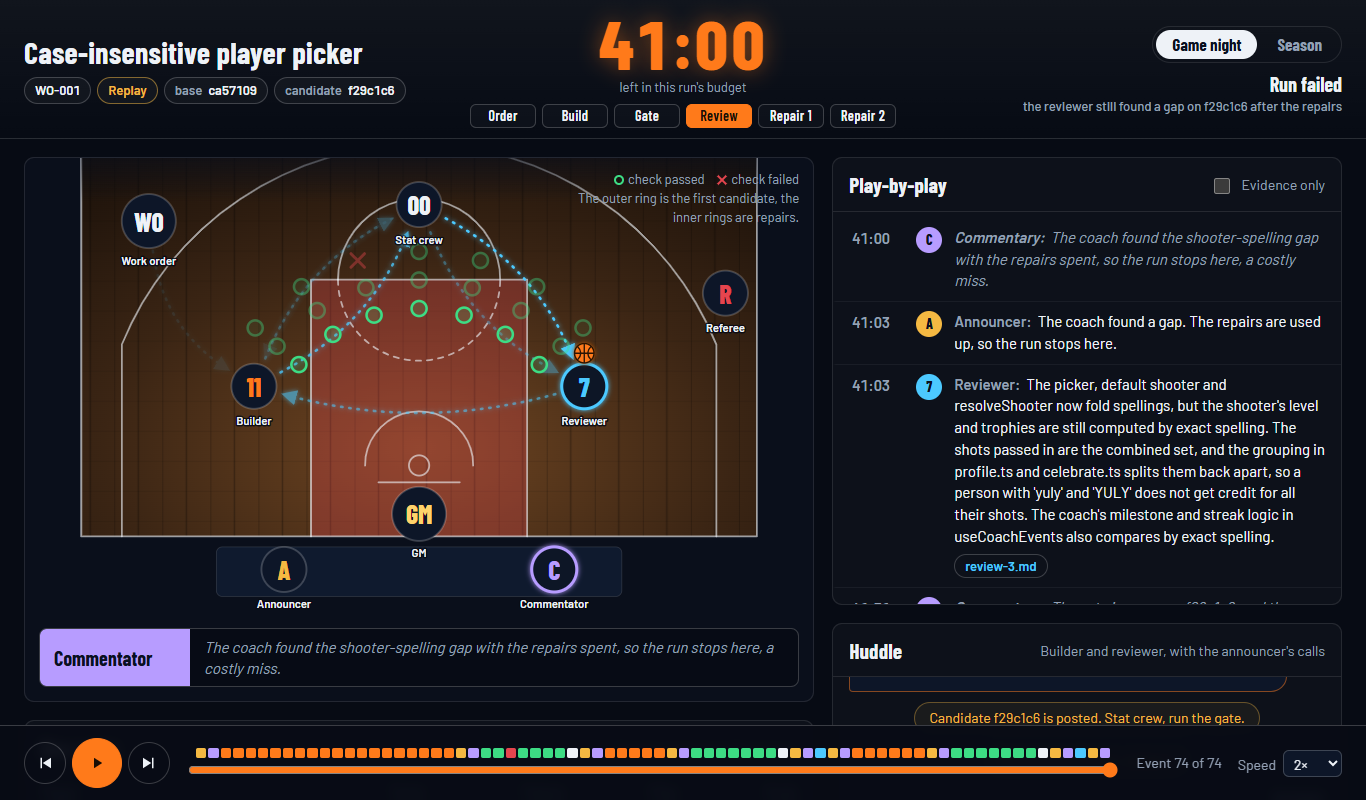 Case-insensitive player picker
WO-001
Replay
base ca57109
candidate f29c1c6
41:00
left in this run's budget
Order
Build
Gate
Review
Repair 1
Repair 2
Game night
Season
Run failed
the reviewer still found a gap on f29c1c6 after the repairs
check passed
check failed
The outer ring is the first candidate, the
inner rings are repairs.
WO
Work order
00
Stat crew
R
Referee
11
Builder
7
Reviewer
GM
GM
A
Announcer
C
Commentator
Commentator
The coach found the shooter-spelling gap with the repairs spent, so the run stops here, a
costly miss.
Play-by-play
Evidence only
41:00
C
Commentary: The coach found the shooter-spelling gap
with the repairs spent, so the run stops here, a costly
miss.
41:03
A
Announcer: The coach found a gap. The repairs are used
up, so the run stops here.
41:03
7
Reviewer: The picker, default shooter and
resolveShooter now fold spellings, but the shooter's level
and trophies are still computed by exact spelling. The
shots passed in are the combined set, and the grouping in
profile.ts and celebrate.ts splits them back apart, so a
person with 'yuly' and 'YULY' does not get credit for all
their shots. The coach's milestone and streak logic in
useCoachEvents also compares by exact spelling.
review-3.md
Huddle
Builder and reviewer, with the announcer's calls
Candidate f29c1c6 is posted. Stat crew, run the gate.
Event 74 of 74
Speed
2×